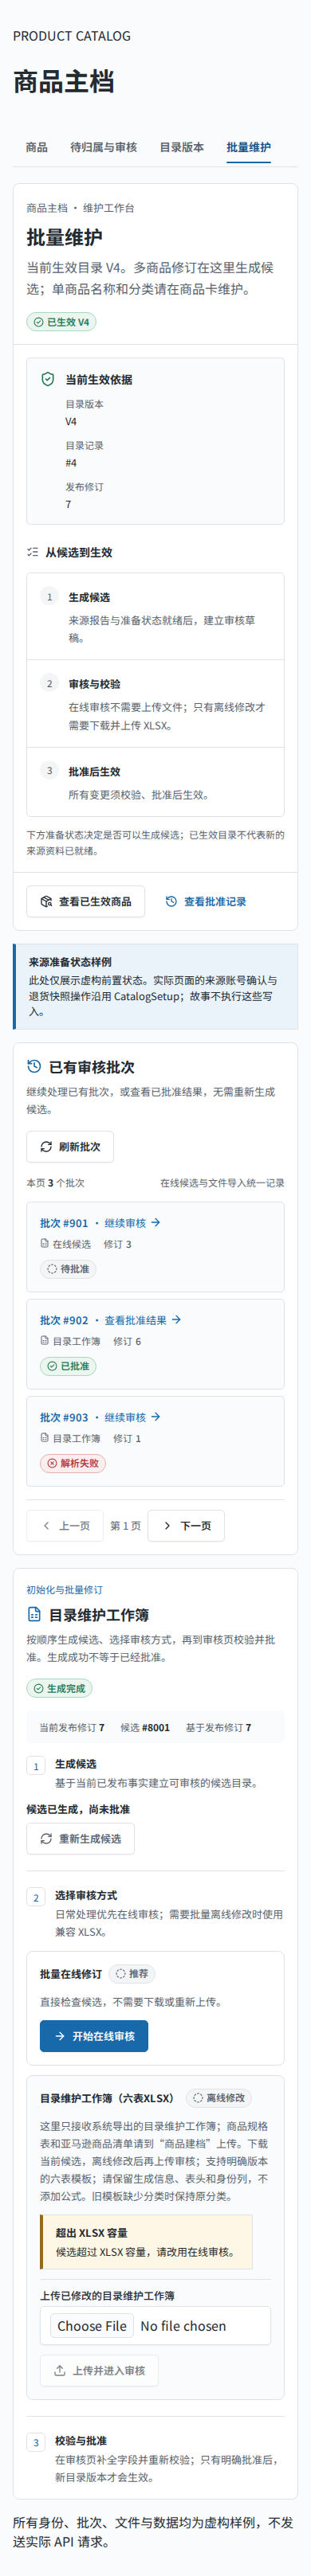 PRODUCT CATALOG
商品主档
商品 待归属与审核 目录版本 批量维护
商品主档 · 维护工作台
批量维护
当前生效目录 V4。多商品修订在这里生成候
选；单商品名称和分类请在商品卡维护。
已生效 V4
当前生效依据
目录版本
V4
目录记录
#4
发布修订
7
从候选到生效
1 生成候选
来源报告与准备状态就绪后，建立审核草
稿。
2 审核与校验
在线审核不需要上传文件；只有离线修改才
需要下载并上传 XLSX。
3 批准后生效
所有变更须校验、批准后生效。
下方准备状态决定是否可以生成候选；已生效目录不代表新的
来源资料已就绪。
查看已生效商品 查看批准记录
来源准备状态样例
此处仅展示虚构前置状态。实际页面的来源账号确认与
退货快照操作沿用 CatalogSetup；故事不执行这些写
入。
已有审核批次
继续处理已有批次，或查看已批准结果，无需重新生成
候选。
刷新批次
本页 3 个批次 在线候选与文件导入统一记录
批次 #901 · 继续审核
在线候选 修订 3
待批准
批次 #902 · 查看批准结果
目录工作簿 修订 6
已批准
批次 #903 · 继续审核
目录工作簿 修订 1
解析失败
上一页 第 1 页 下一页
初始化与批量修订
目录维护工作簿
按顺序生成候选、选择审核方式，再到审核页校验并批
准。生成成功不等于已经批准。
生成完成
当前发布修订 7 候选 #8001 基于发布修订 7
1 生成候选
基于当前已发布事实建立可审核的候选目录。
候选已生成，尚未批准
重新生成候选
2 选择审核方式
日常处理优先在线审核；需要批量离线修改时使用
兼容 XLSX。
批量在线修订 推荐
直接检查候选，不需要下载或重新上传。
开始在线审核
目录维护工作簿（六表XLSX） 离线修改
这里只接收系统导出的目录维护工作簿；商品规格
表和亚马逊商品清单请到“商品建档”上传。下载
当前候选，离线修改后再上传审核；支持明确版本
的六表模板；请保留生成信息、表头和身份列，不
添加公式。旧模板缺少分类时保持原分类。
超出 XLSX 容量
候选超过 XLSX 容量，请改用在线审核。
上传已修改的目录维护工作簿
Choose File No file chosen
上传并进入审核
3 校验与批准
在审核页补全字段并重新校验；只有明确批准后，
新目录版本才会生效。
所有身份、批次、文件与数据均为虚构样例，不发
送实际 API 请求。